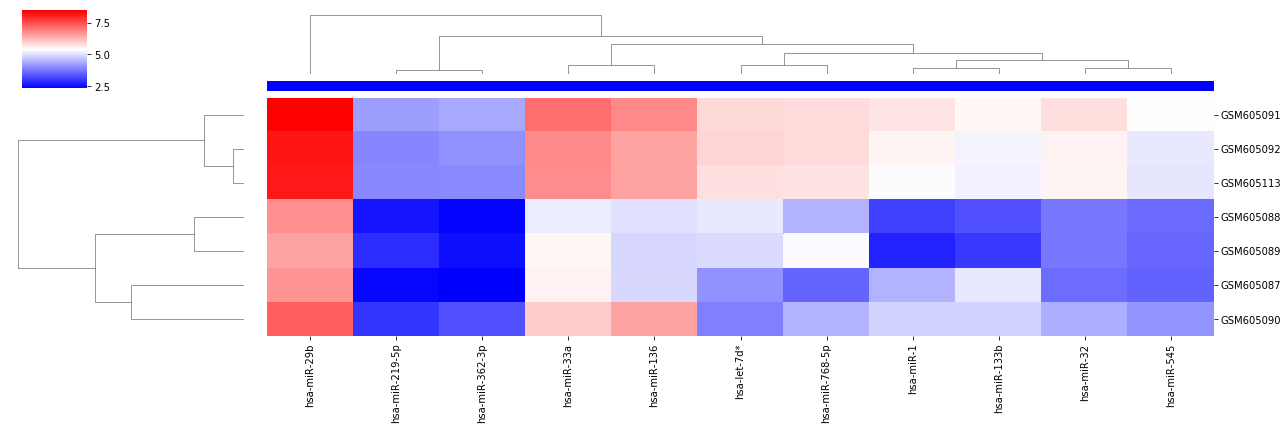 7.5
5.0
2.5
GSM605091
GSM605092
GSM605113
GSM605088
GSM605089
GSM605087
GSM605090
hsa-miR-29b
hsa-miR-219-5p
hsa-miR-362-3p
hsa-miR-33a
hsa-miR-136
hsa-let-7d*
hsa-miR-768-5p
hsa-miR-1
hsa-miR-133b
hsa-miR-32
hsa-miR-545